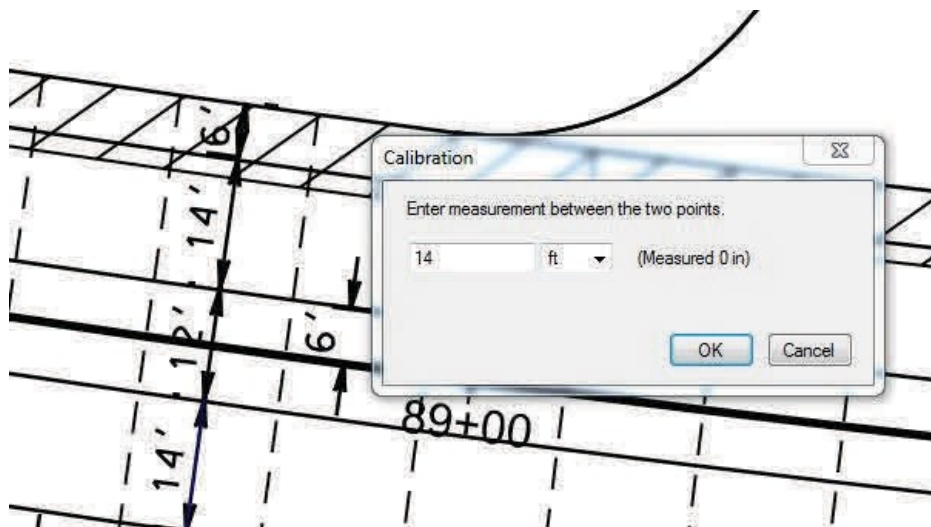 6'
14'
12'
6'
14'
89+00
Calibration
Enter measurement between the two points.
14 ft (Measured 0 in)
OK Cancel